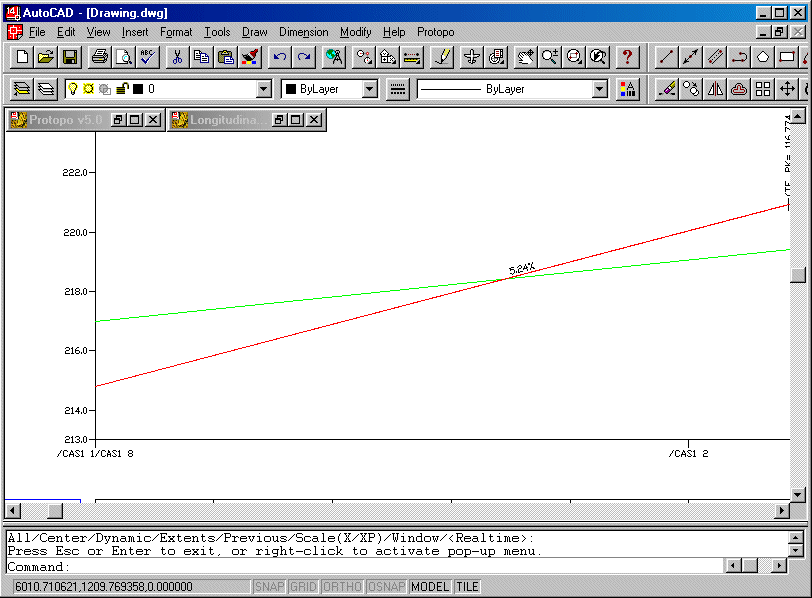 AutoCAD - [Drawing.dwg]
File Edit View Insert Format Tools Draw Dimension Modify Help Protopo
ABC
0 ByLayer ByLayer
Protopo v5.0 Longitudina...
222.0
220.0
218.0
216.0
214.0
213.0
5.24%
/CAS1 1/CAS1 8 /CAS1 2
All/Center/Dynamic/Extents/Previous/Scale(X/XP)/Window/<Realtime>:
Press Esc or Enter to exit, or right-click to activate pop-up menu.
Command:
6010.710621,1209.769358,0.000000 SNAP GRID ORTHO OSNAP MODEL TILE